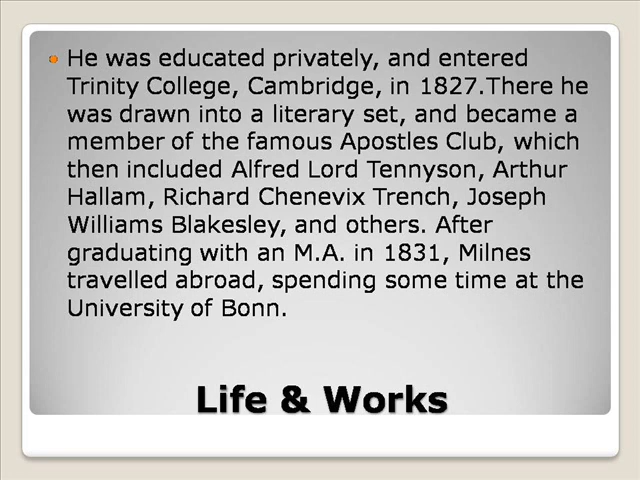 He was educated privately, and entered
Trinity College, Cambridge, in 1827.There he
was drawn into a literary set, and became a
member of the famous Apostles Club, which
then included Alfred Lord Tennyson, Arthur
Hallam, Richard Chenevix Trench, Joseph
Williams Blakesley, and others. After
graduating with an M.A. in 1831, Milnes
travelled abroad, spending some time at the
University of Bonn.
Life & Works